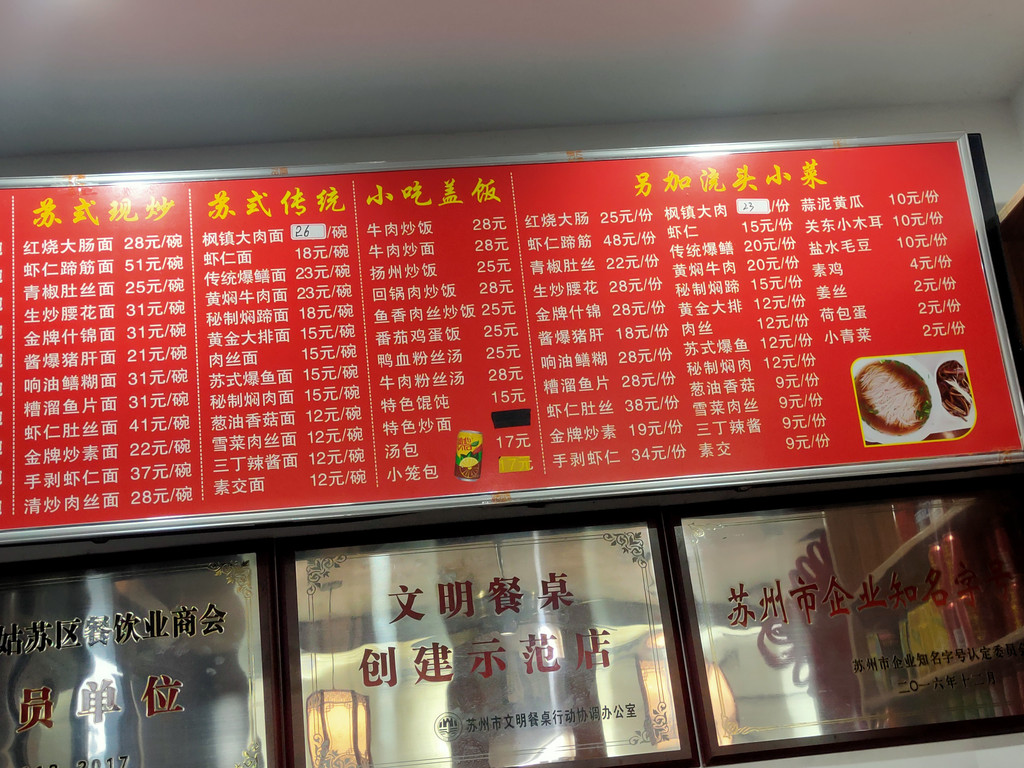 苏式现炒
红烧大肠面 28元/碗
虾仁蹄筋面 51元/碗
青椒肚丝面 25元/碗
生炒腰花面 31元/碗
金牌什锦面 31元/碗
酱爆猪肝面 21元/碗
响油鳝糊面 31元/碗
糟溜鱼片面 31元/碗
虾仁肚丝面 41元/碗
金牌炒素面 22元/碗
手剥虾仁面 37元/碗
清炒肉丝面 28元/碗
苏式传统
枫镇大肉面 26/碗
虾仁面 18元/碗
传统爆鳝面 23元/碗
黄焖牛肉面 23元/碗
秘制焖蹄面 18元/碗
黄金大排面 15元/碗
肉丝面 15元/碗
苏式爆鱼面 15元/碗
秘制焖肉面 15元/碗
葱油香菇面 12元/碗
雪菜肉丝面 12元/碗
三丁辣酱面 12元/碗
素交面 12元/碗
小吃盖饭
牛肉炒饭 28元
牛肉炒面 28元
扬州炒饭 25元
回锅肉炒饭 28元
鱼香肉丝炒饭 25元
番茄鸡蛋饭 25元
鸭血粉丝汤 25元
牛肉粉丝汤 28元
特色馄饨 15元
特色炒面
汤包 17元
小笼包 17元
另加浇头小菜
红烧大肠 25元/份
虾仁蹄筋 48元/份
青椒肚丝 22元/份
生炒腰花 28元/份
金牌什锦 28元/份
酱爆猪肝 18元/份
响油鳝糊 28元/份
糟溜鱼片 28元/份
虾仁肚丝 38元/份
金牌炒素 19元/份
手剥虾仁 34元/份
枫镇大肉 23/份
虾仁 15元/份
传统爆鳝 20元/份
黄焖牛肉 20元/份
秘制焖蹄 15元/份
黄金大排 12元/份
肉丝 12元/份
苏式爆鱼 12元/份
秘制焖肉 12元/份
葱油香菇 9元/份
雪菜肉丝 9元/份
三丁辣酱 9元/份
素交 9元/份
蒜泥黄瓜 10元/份
关东小木耳 10元/份
盐水毛豆 10元/份
素鸡 4元/份
姜丝 2元/份
荷包蛋 2元/份
小青菜 2元/份
姑苏区餐饮业商会
员单位
2017
文明餐桌
创建示范店
苏州市文明餐桌行动协调办公室
苏州市企业知名字号
苏州市企业知名字号认定委员会
二〇一六年十二月